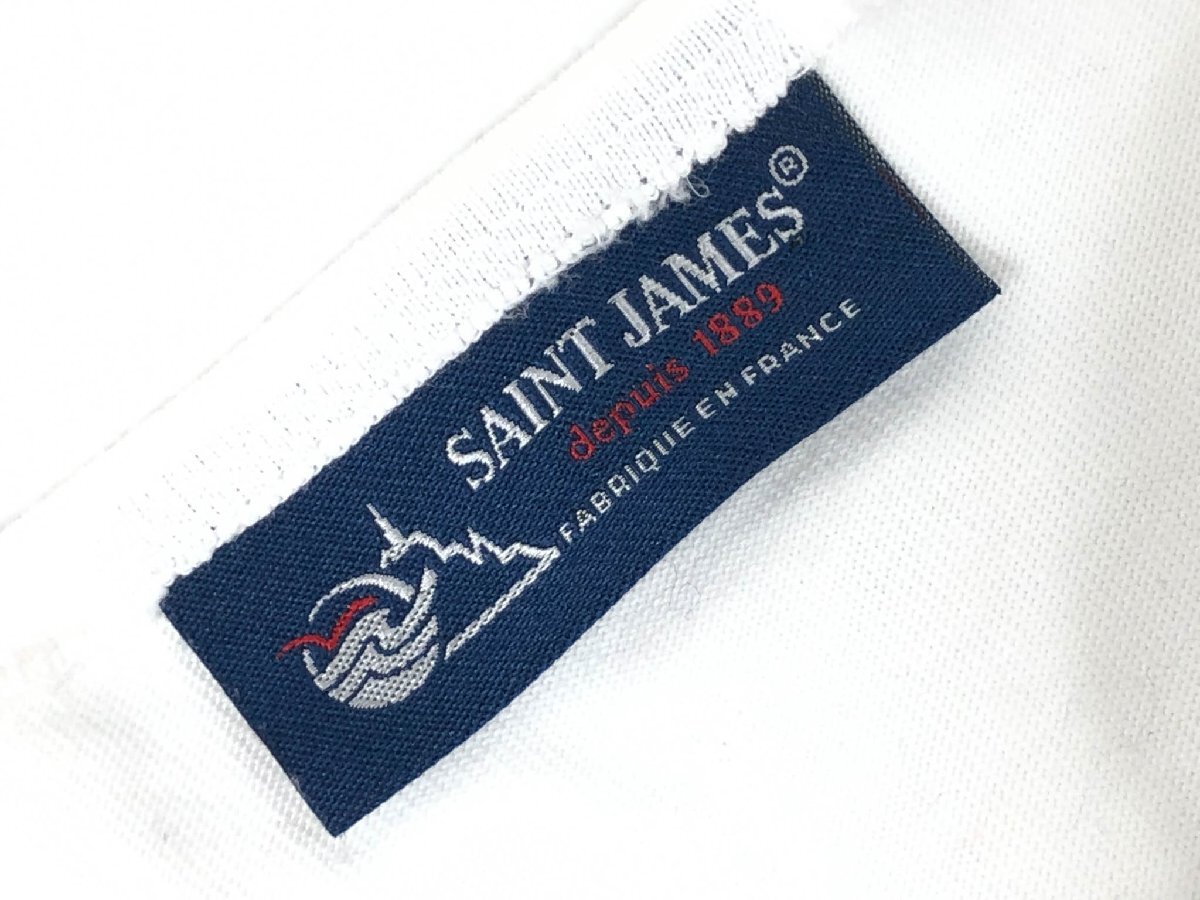 SAINT JAMES®
depuis 1889
FABRIQUE EN FRANCE